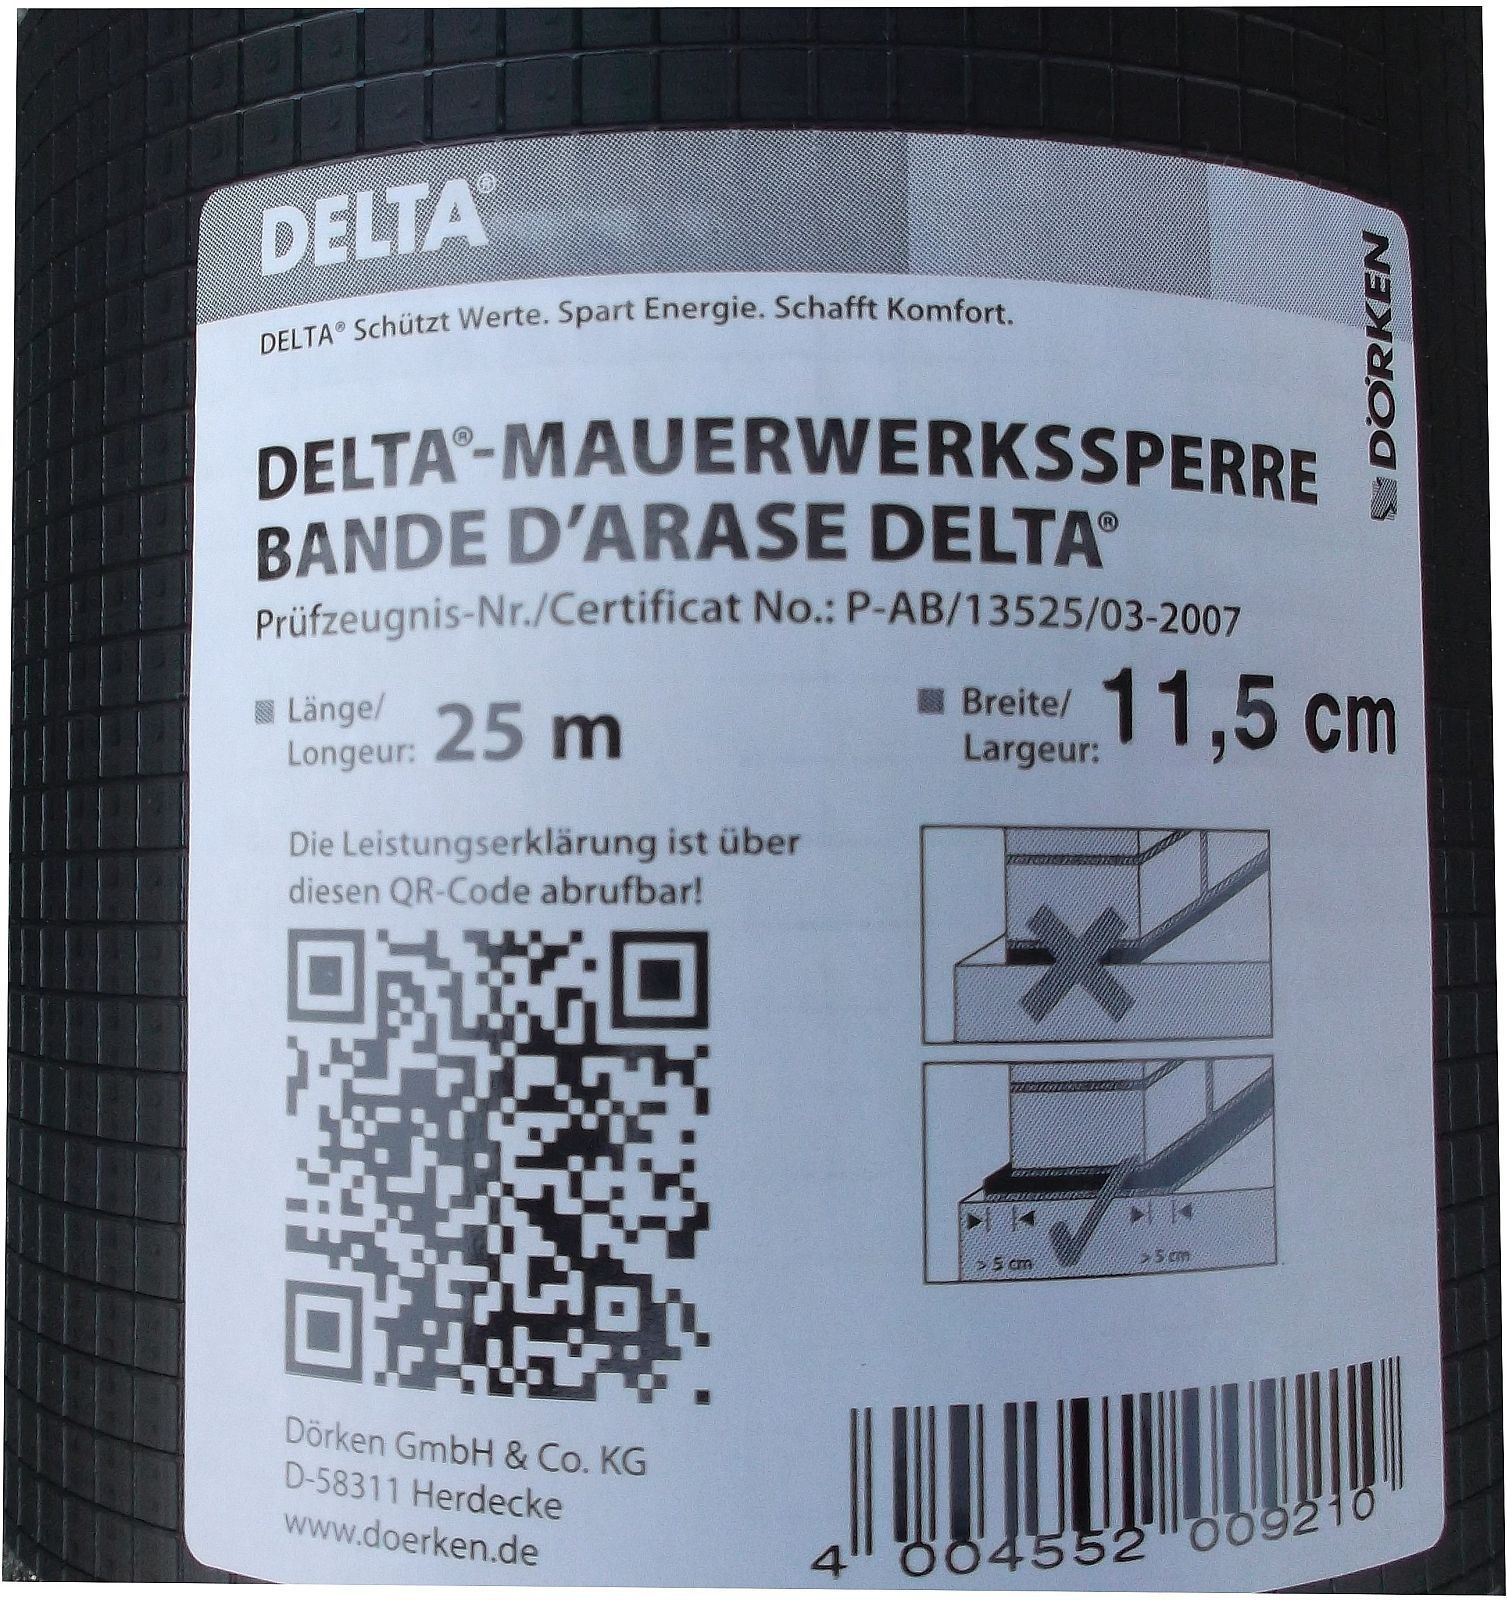 DELTA®
DELTA® Schützt Werte. Spart Energie. Schafft Komfort.
DÖRKEN
DELTA®-MAUERWERKSSPERRE
BANDE D’ARASE DELTA®
Prüfzeugnis-Nr./Certificat No.: P-AB/13525/03-2007
Länge/
Longeur: 25 m
Breite/
Largeur: 11,5 cm
Die Leistungserklärung ist über
diesen QR-Code abrufbar!
> 5 cm
> 5 cm
Dörken GmbH & Co. KG
D-58311 Herdecke
www.doerken.de
4 004552 009210